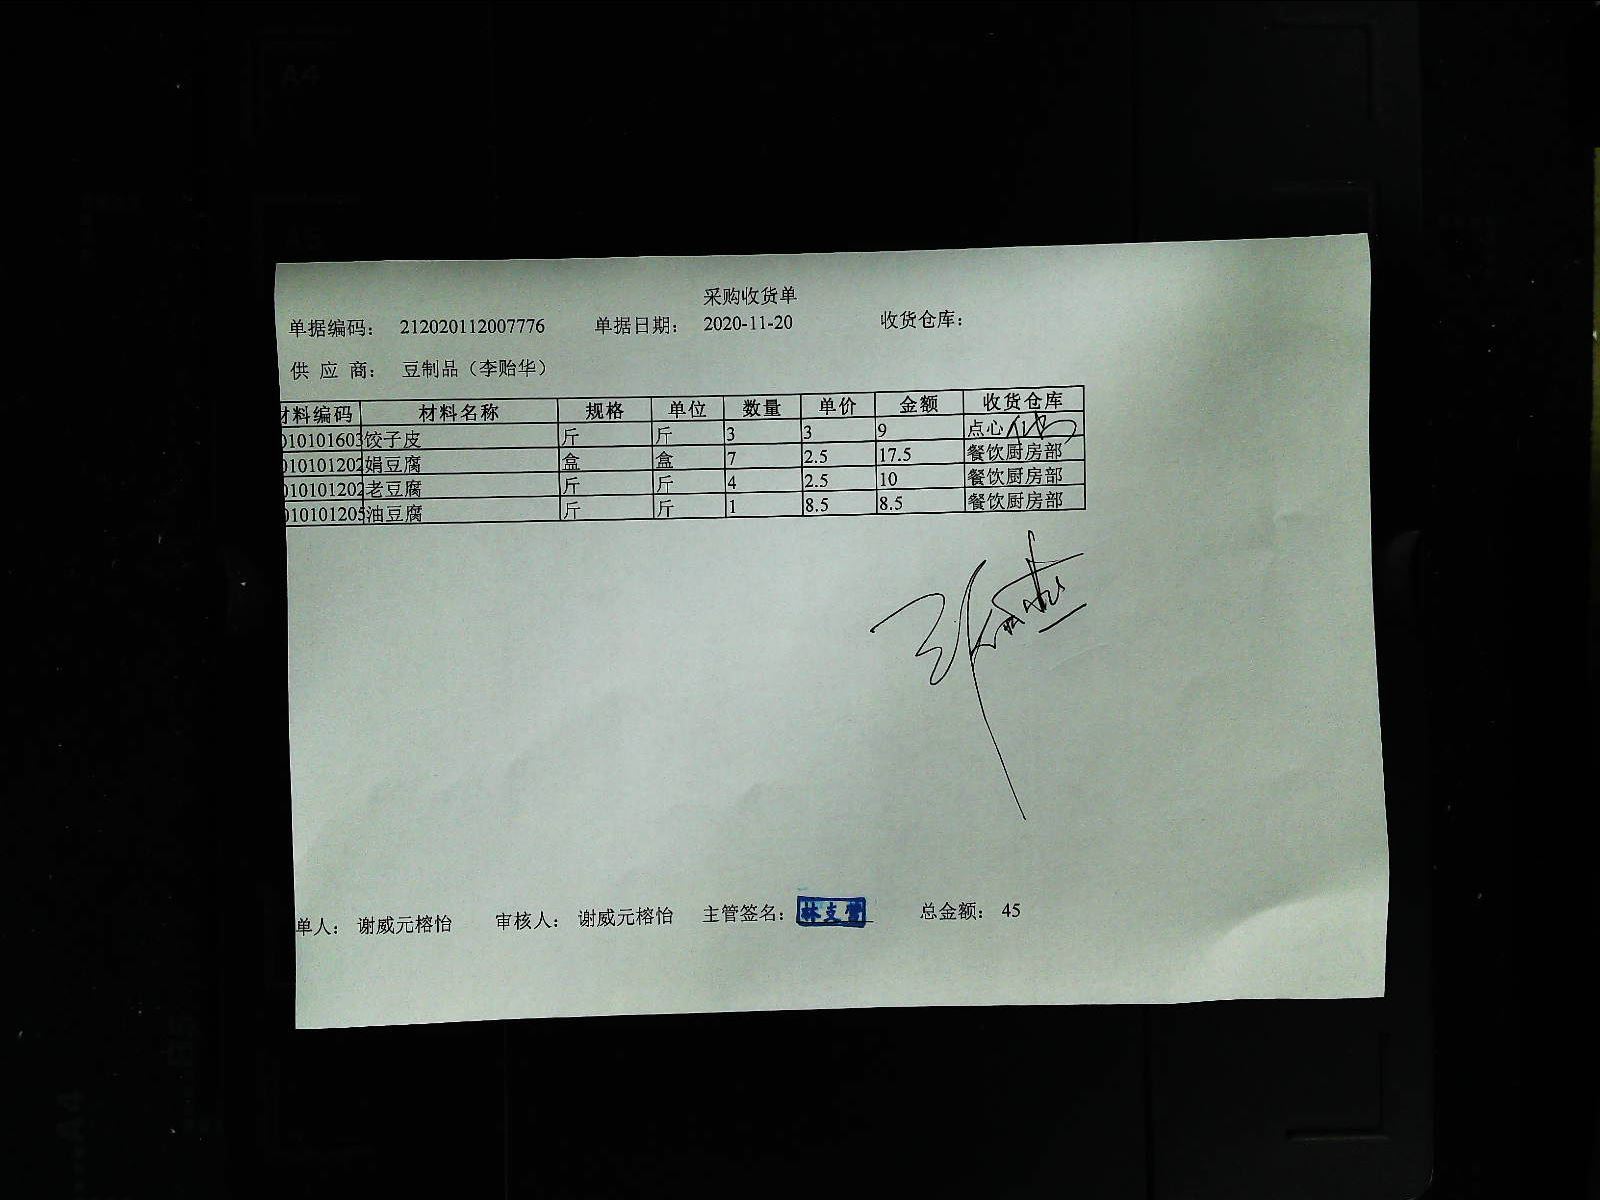 采购收货单
单据编码： 212020112007776 单据日期： 2020-11-20 收货仓库：
供 应 商： 豆制品（李贻华）
材料编码 材料名称 规格 单位 数量 单价 金额 收货仓库
010101603 饺子皮 斤 斤 3 3 9 点心
010101202 娟豆腐 盒 盒 7 2.5 17.5 餐饮厨房部
010101202 老豆腐 斤 斤 4 2.5 10 餐饮厨房部
010101205 油豆腐 斤 斤 1 8.5 8.5 餐饮厨房部
单人： 谢威元榕怡 审核人： 谢威元榕怡 主管签名： 林支雪 总金额： 45